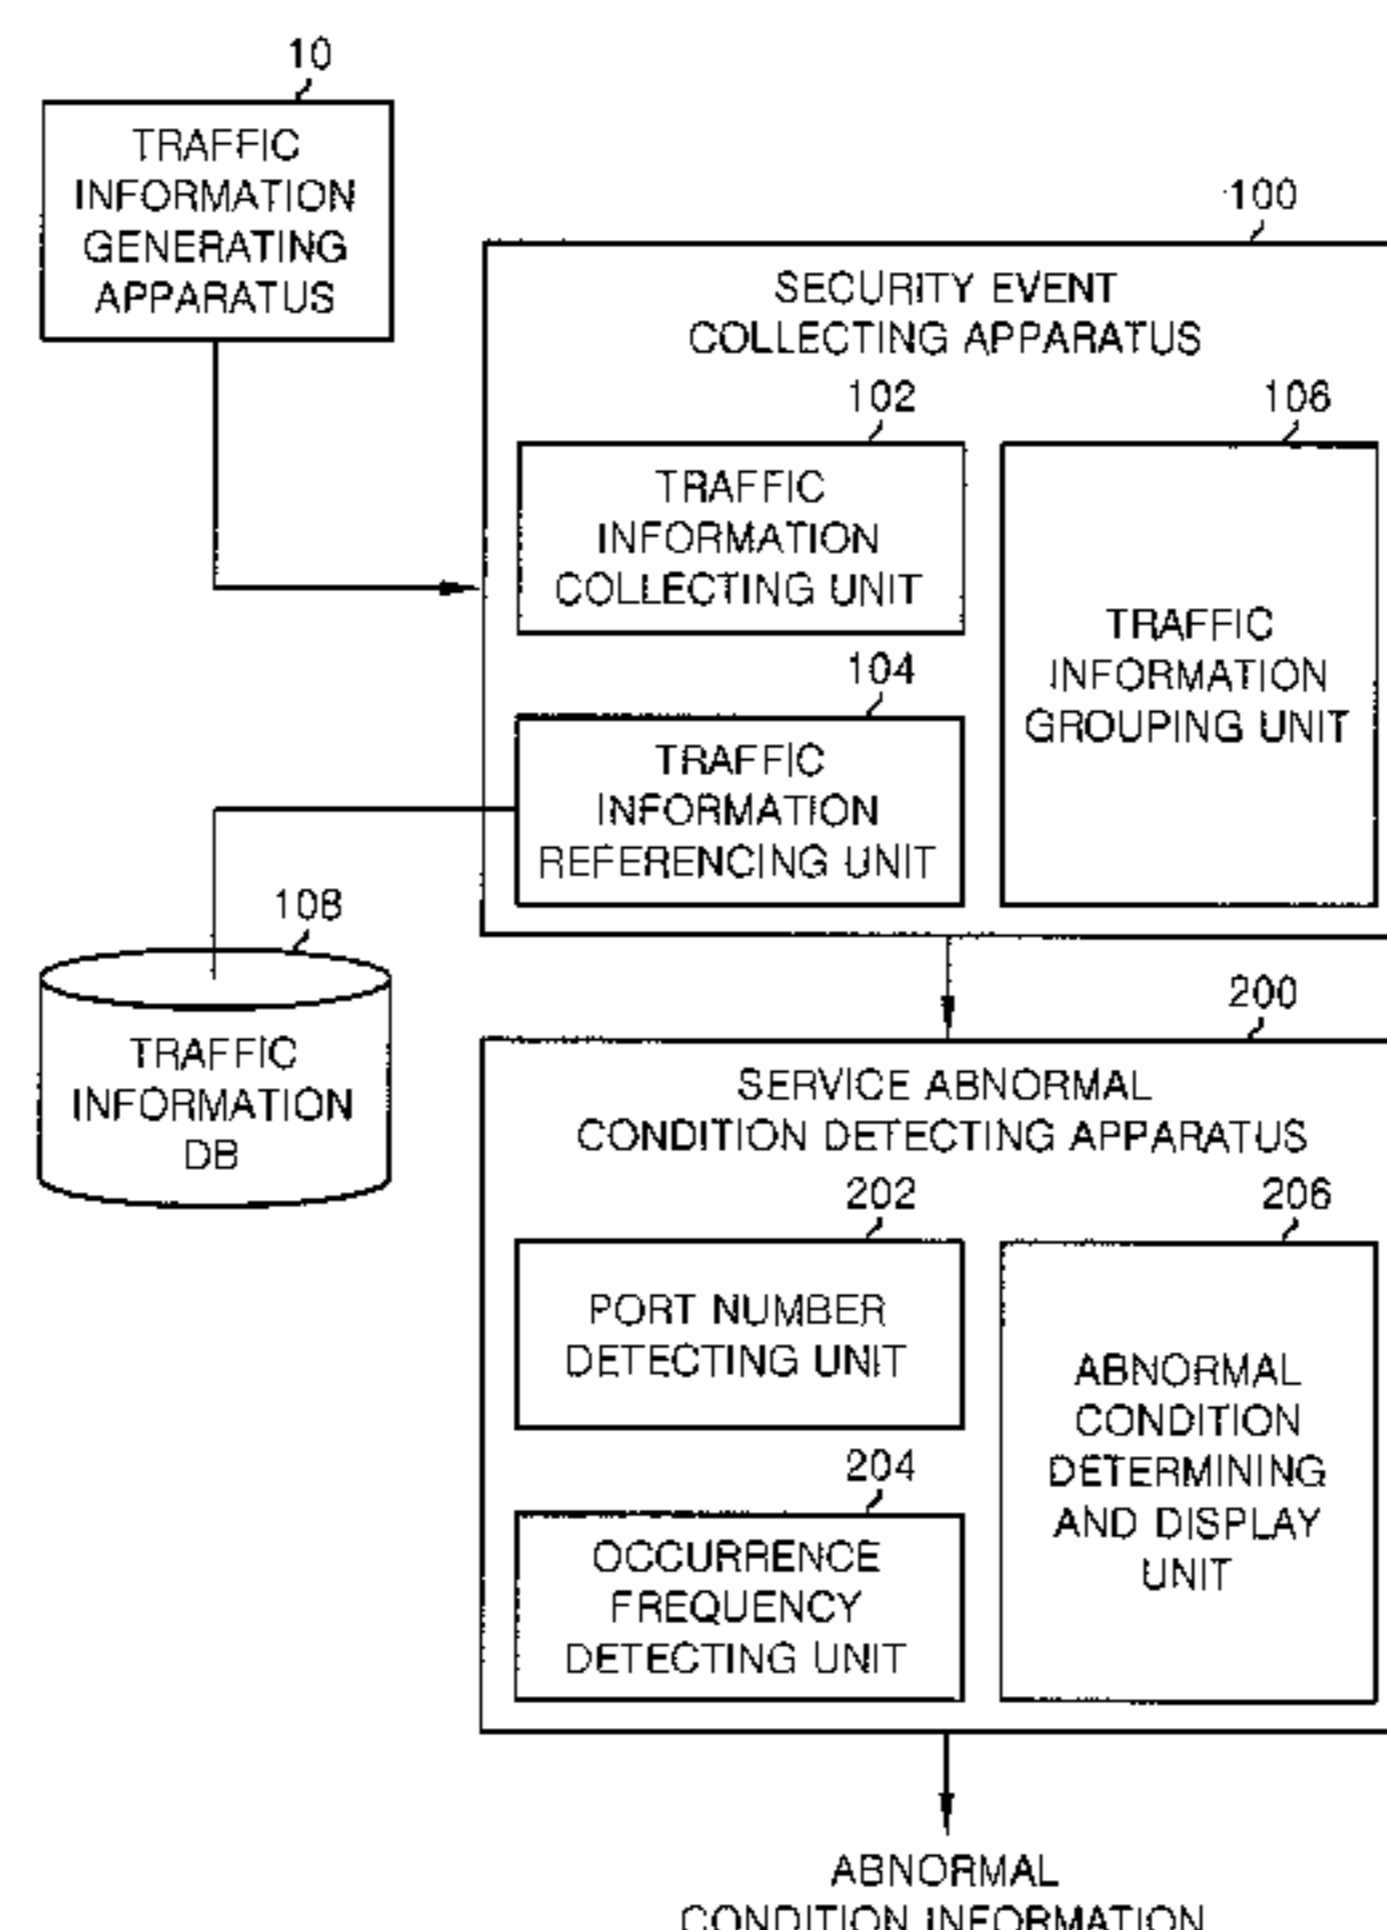 10
TRAFFIC
INFORMATION
GENERATING
APPARATUS
100
SECURITY EVENT
COLLECTING APPARATUS
102
TRAFFIC
INFORMATION
COLLECTING UNIT
106
TRAFFIC
INFORMATION
GROUPING UNIT
104
TRAFFIC
INFORMATION
REFERENCING UNIT
108
TRAFFIC
INFORMATION
DB
200
SERVICE ABNORMAL
CONDITION DETECTING APPARATUS
202
PORT NUMBER
DETECTING UNIT
206
ABNORMAL
CONDITION
DETERMINING
AND DISPLAY
UNIT
204
OCCURRENCE
FREQUENCY
DETECTING UNIT
ABNORMAL
CONDITION INFORMATION